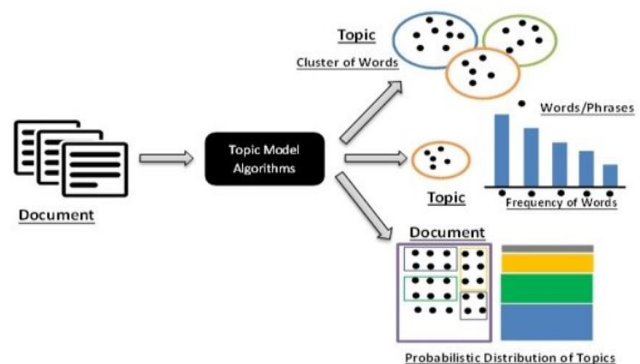 Topic
Cluster of Words
Words/Phrases
Topic Model
Algorithms
Document
Topic
Frequency of Words
Document
Probabilistic Distribution of Topics